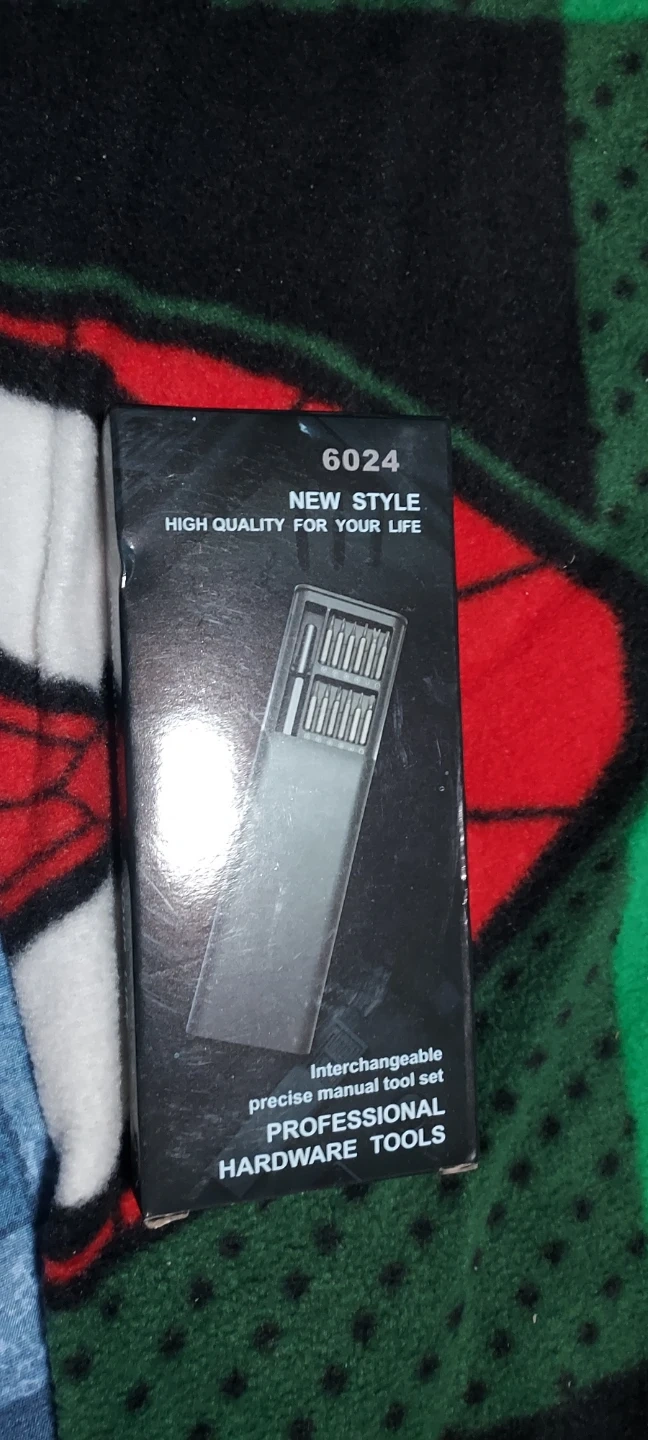 6024
NEW STYLE
HIGH QUALITY FOR YOUR LIFE
Interchangeable
precise manual tool set
PROFESSIONAL
HARDWARE TOOLS